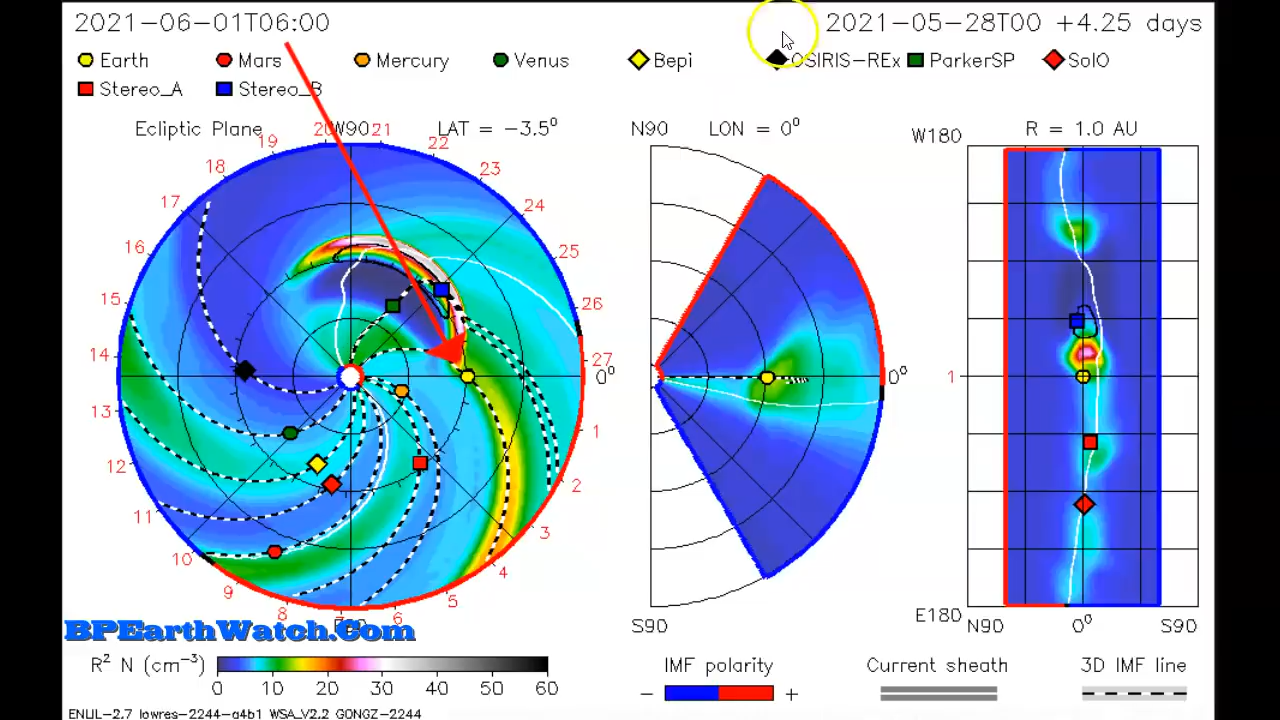 2021-06-01T06:00 2021-05-28T00 +4.25 days
Earth Mars Mercury Venus Bepi OSIRIS-REx ParkerSP SolO
Stereo_A Stereo_B
Ecliptic Plane W90 LAT = -3.5° N90 LON = 0° W180 R = 1.0 AU
20 21
19 22
18 23
17 24
16 25
15 26
14 27 0° 0° 1
13
12 1
11 2
10 3
9 4
8 5
7 6
E180
S90 N90 0° S90
BPEarthWatch.Com
R² N (cm⁻³) IMF polarity Current sheath 3D IMF line
0 10 20 30 40 50 60 - +
ENLIL-2.7 lowres-2244-a4b1 WSA_V2.2 GONGZ-2244